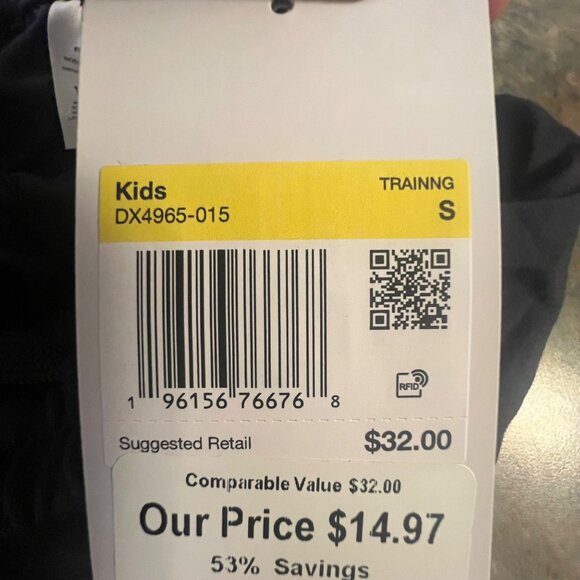 Kids
TRAINNG
DX4965-015
S
1 96156 76676 8
RFID
Suggested Retail
$32.00
Comparable Value $32.00
Our Price $14.97
53% Savings